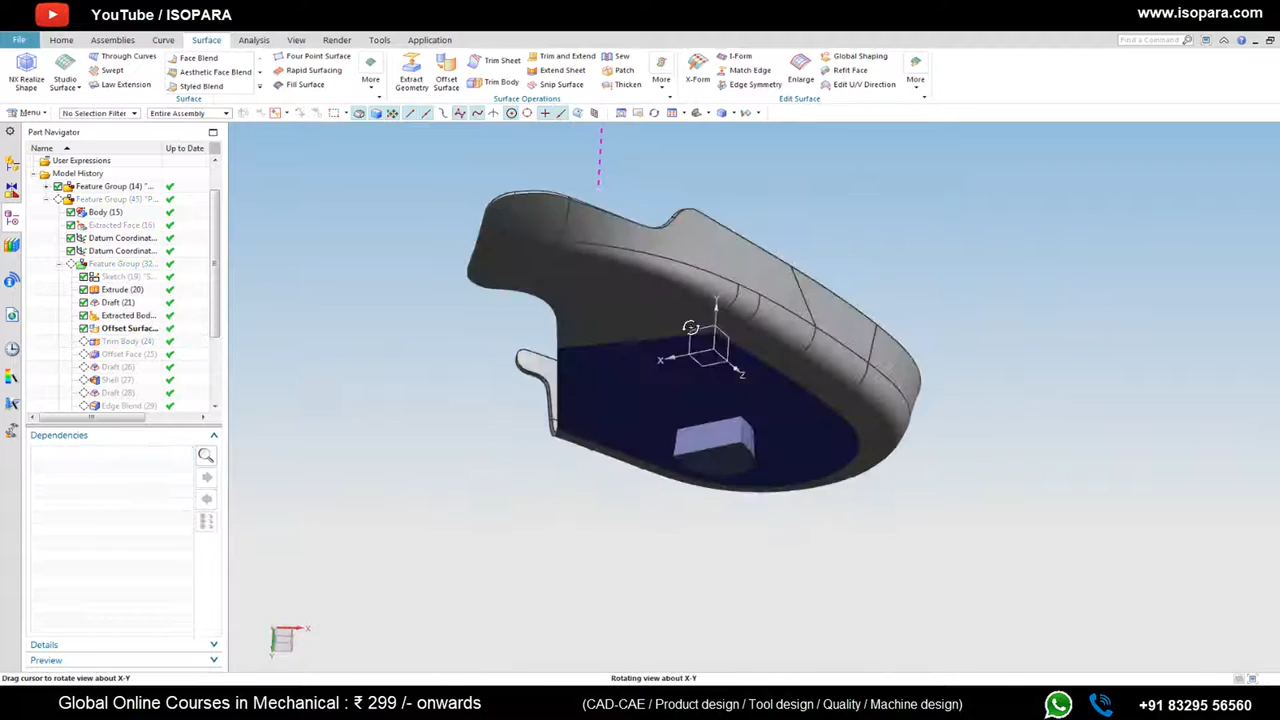 YouTube / ISOPARA
www.isopara.com
File Home Assemblies Curve Surface Analysis View Render Tools Application
Find a Command
NX Realize Shape
Studio Surface
Through Curves
Swept
Law Extension
Face Blend
Aesthetic Face Blend
Styled Blend
Four Point Surface
Rapid Surfacing
Fill Surface
More
Surface
Extract Geometry
Offset Surface
Trim Sheet
Trim Body
Trim and Extend
Extend Sheet
Snip Surface
Sew
Patch
Thicken
More
Surface Operations
X-Form
I-Form
Match Edge
Edge Symmetry
Enlarge
Global Shaping
Refit Face
Edit U/V Direction
More
Edit Surface
Menu
No Selection Filter
Entire Assembly
Part Navigator
Name
Up to Date
User Expressions
Model History
Feature Group (14) "...
Feature Group (45) "P...
Body (15)
Extracted Face (16)
Datum Coordinat...
Datum Coordinat...
Feature Group (32...
Sketch (19) "S...
Extrude (20)
Draft (21)
Extracted Bod...
Offset Surfac...
Trim Body (24)
Offset Face (25)
Draft (26)
Shell (27)
Draft (28)
Edge Blend (29)
Dependencies
Details
Preview
Y
X
Z
X
Y
Drag cursor to rotate view about X-Y
Rotating view about X-Y
Global Online Courses in Mechanical : ₹ 299 /- onwards
(CAD-CAE / Product design / Tool design / Quality / Machine design)
+91 83295 56560